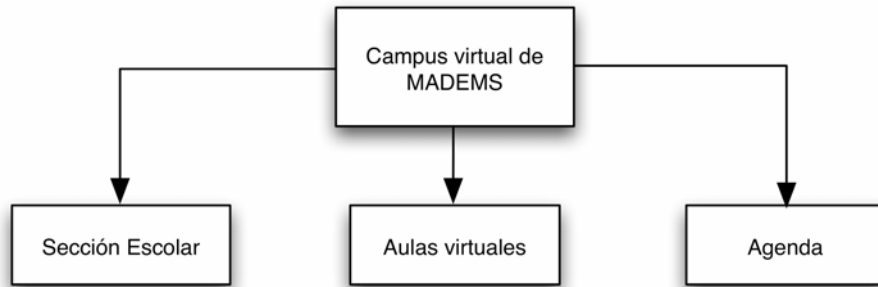 Campus virtual de
MADEMS
Sección Escolar
Aulas virtuales
Agenda